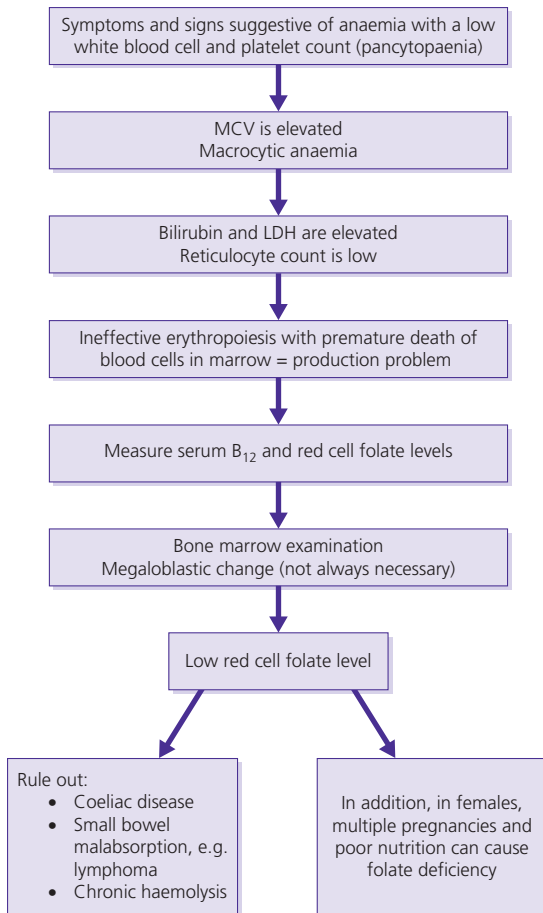 Symptoms and signs suggestive of anaemia with a low
white blood cell and platelet count (pancytopaenia)
MCV is elevated
Macrocytic anaemia
Bilirubin and LDH are elevated
Reticulocyte count is low
Ineffective erythropoiesis with premature death of
blood cells in marrow = production problem
Measure serum B₁₂ and red cell folate levels
Bone marrow examination
Megaloblastic change (not always necessary)
Low red cell folate level
Rule out:
• Coeliac disease
• Small bowel
malabsorption, e.g.
lymphoma
• Chronic haemolysis
In addition, in females,
multiple pregnancies and
poor nutrition can cause
folate deficiency